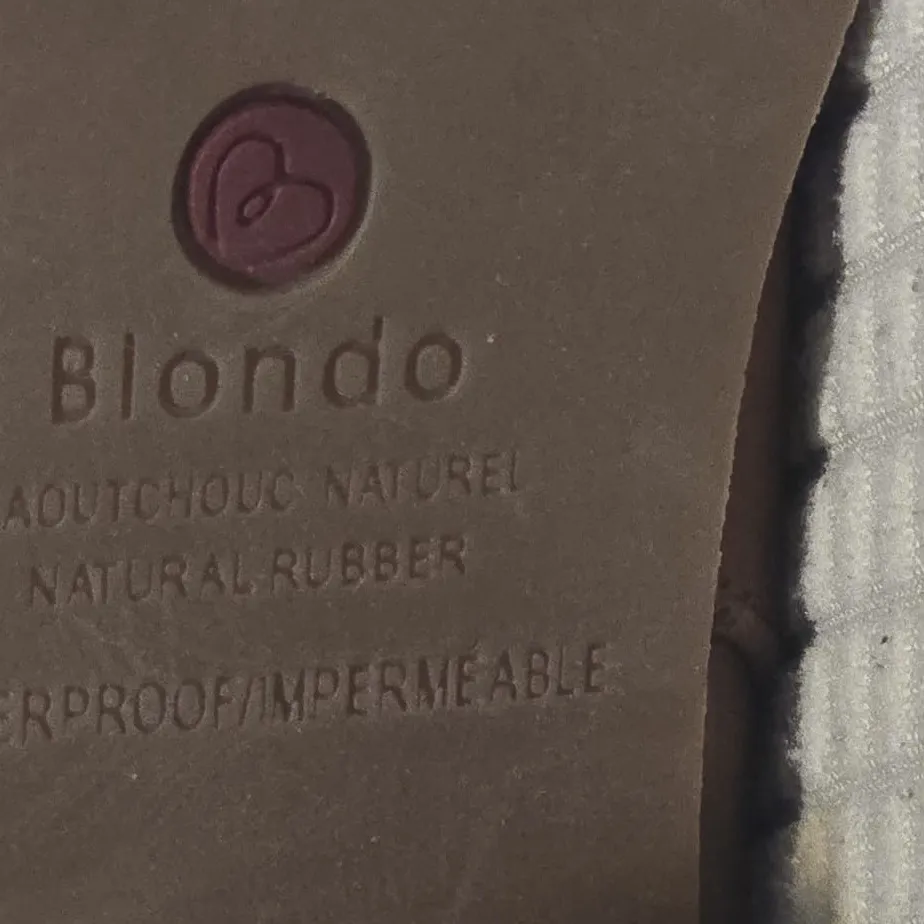 Blondo
AOUTCHOUC NATUREL
NATURAL RUBBER
ERPROOF/IMPERMÉABLE